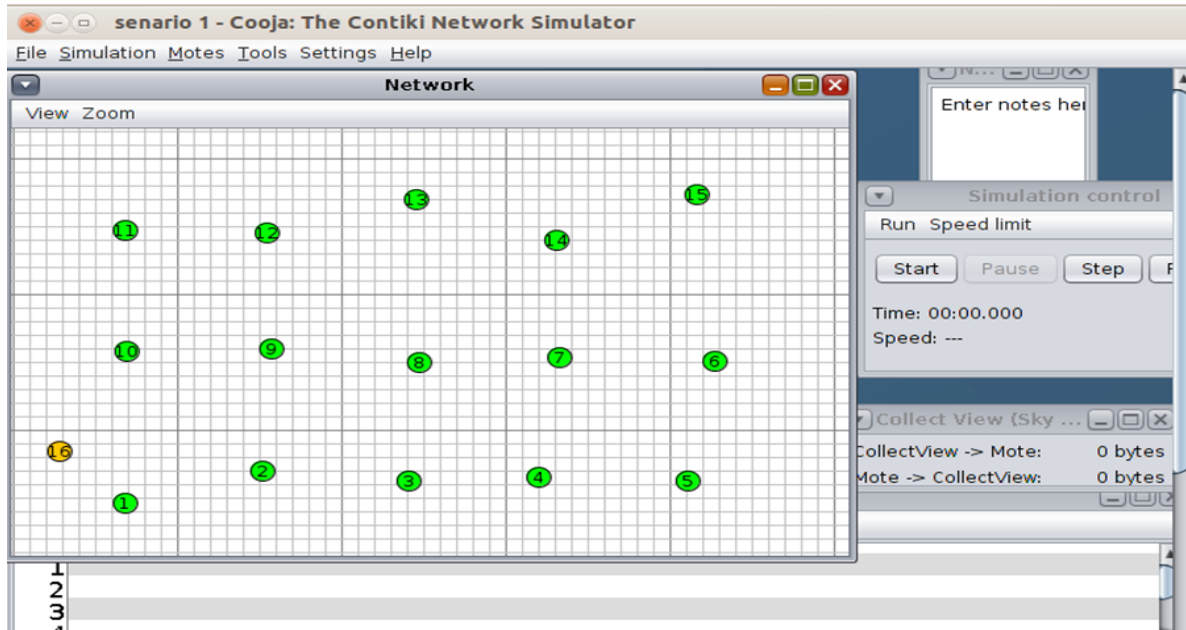 senario 1 - Cooja: The Contiki Network Simulator
File Simulation Motes Tools Settings Help
Network
View Zoom
N...
Enter notes her
13
15
11
12
14
10
9
8
7
6
16
2
3
4
5
1
Simulation control
Run Speed limit
Start Pause Step
Time: 00:00.000
Speed: ---
Collect View (Sky ...
CollectView -> Mote: 0 bytes
Mote -> CollectView: 0 bytes
1
2
3